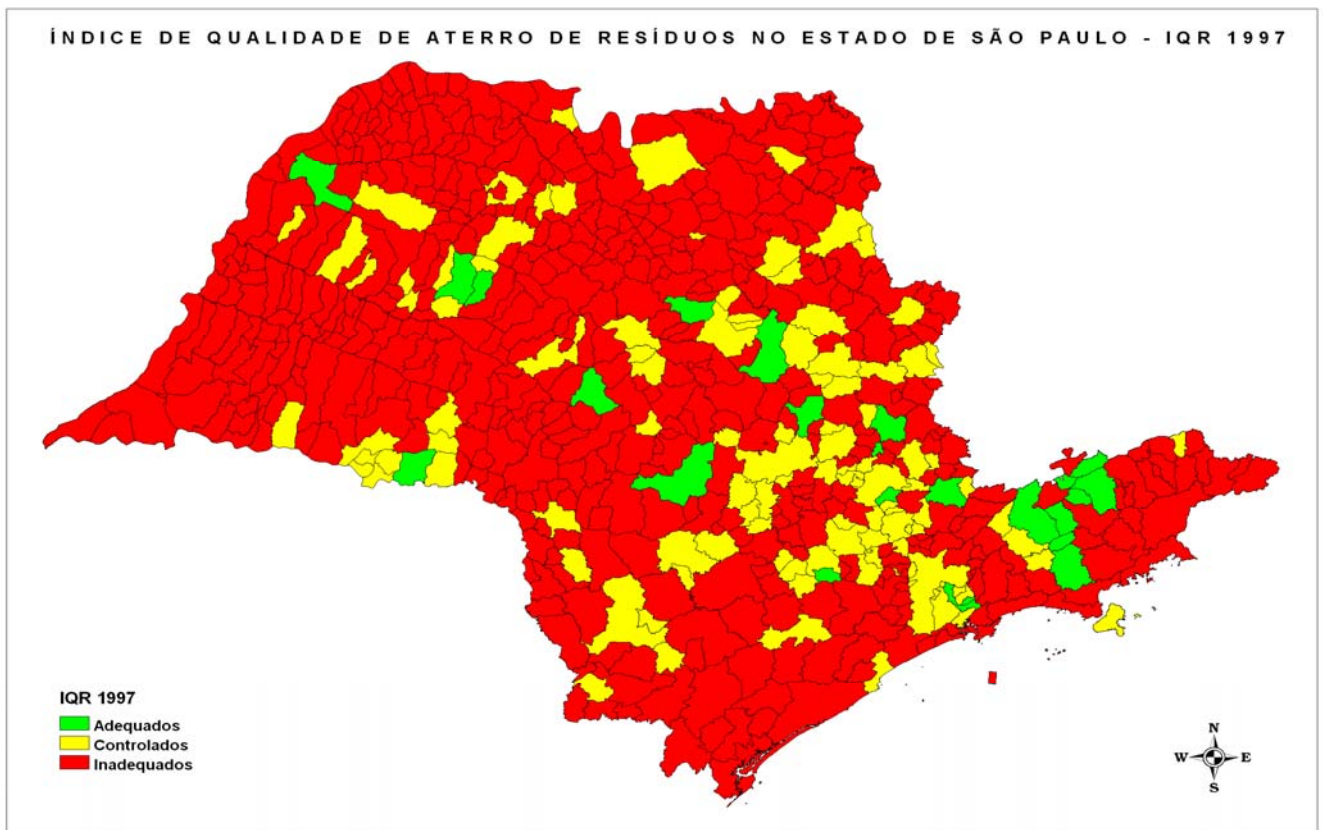 ÍNDICE DE QUALIDADE DE ATERRO DE RESÍDUOS NO ESTADO DE SÃO PAULO - IQR 1997
IQR 1997
Adequados
Controlados
Inadequados
N
W E
S